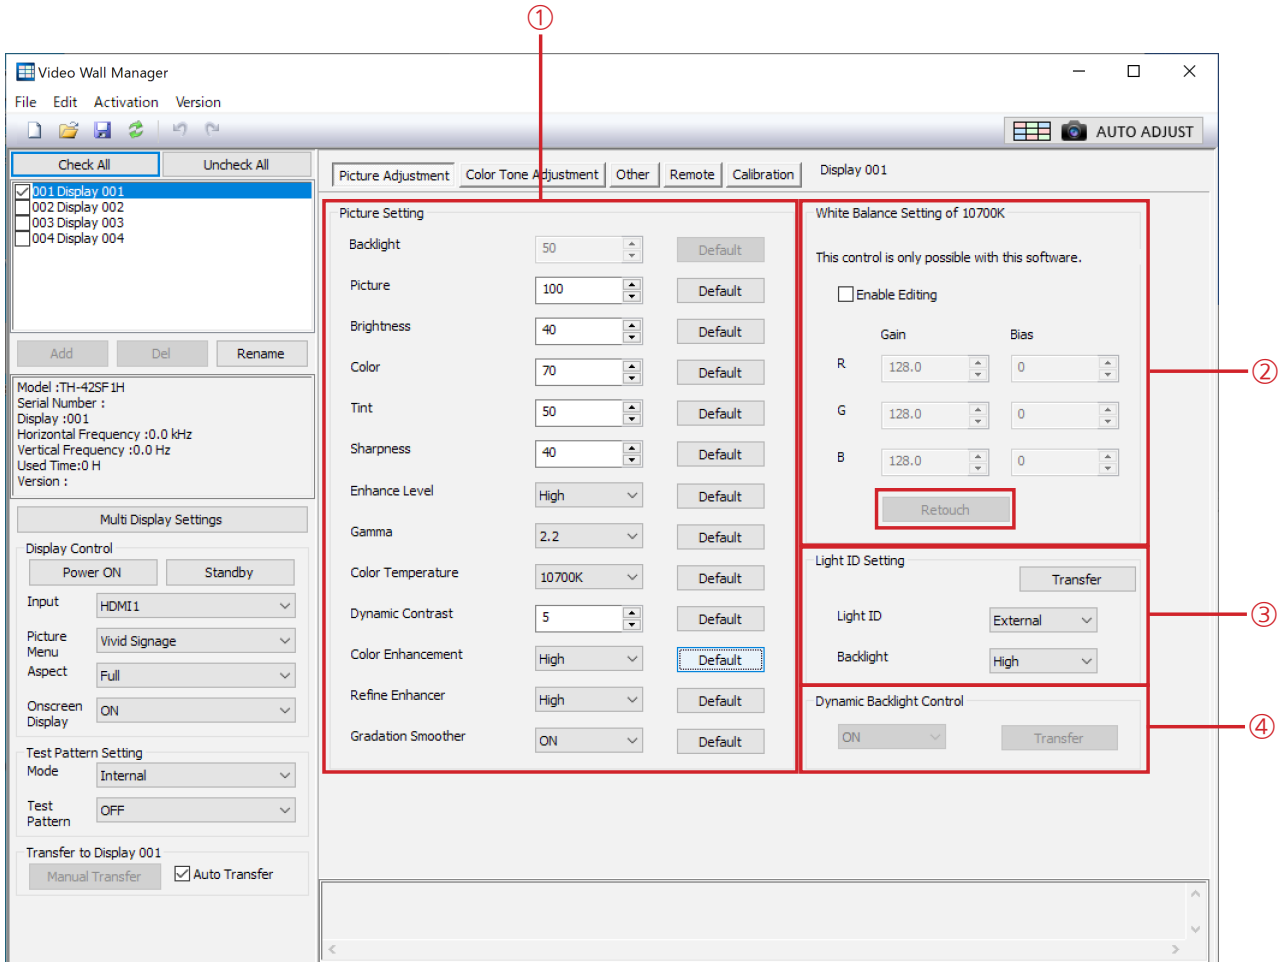 ①
Video Wall Manager
File Edit Activation Version
AUTO ADJUST
Check All Uncheck All
001 Display 001
002 Display 002
003 Display 003
004 Display 004
Add Del Rename
Model :TH-42SF1H
Serial Number :
Display :001
Horizontal Frequency :0.0 kHz
Vertical Frequency :0.0 Hz
Used Time:0 H
Version :
Multi Display Settings
Display Control
Power ON Standby
Input HDMI1
Picture Menu Vivid Signage
Aspect Full
Onscreen Display ON
Test Pattern Setting
Mode Internal
Test Pattern OFF
Transfer to Display 001
Manual Transfer Auto Transfer
Picture Adjustment Color Tone Adjustment Other Remote Calibration Display 001
Picture Setting
Backlight 50 Default
Picture 100 Default
Brightness 40 Default
Color 70 Default
Tint 50 Default
Sharpness 40 Default
Enhance Level High Default
Gamma 2.2 Default
Color Temperature 10700K Default
Dynamic Contrast 5 Default
Color Enhancement High Default
Refine Enhancer High Default
Gradation Smoother ON Default
White Balance Setting of 10700K
This control is only possible with this software.
Enable Editing
Gain Bias
R 128.0 0
G 128.0 0
B 128.0 0
Retouch
②
Light ID Setting
Transfer
Light ID External
Backlight High
③
Dynamic Backlight Control
ON Transfer
④